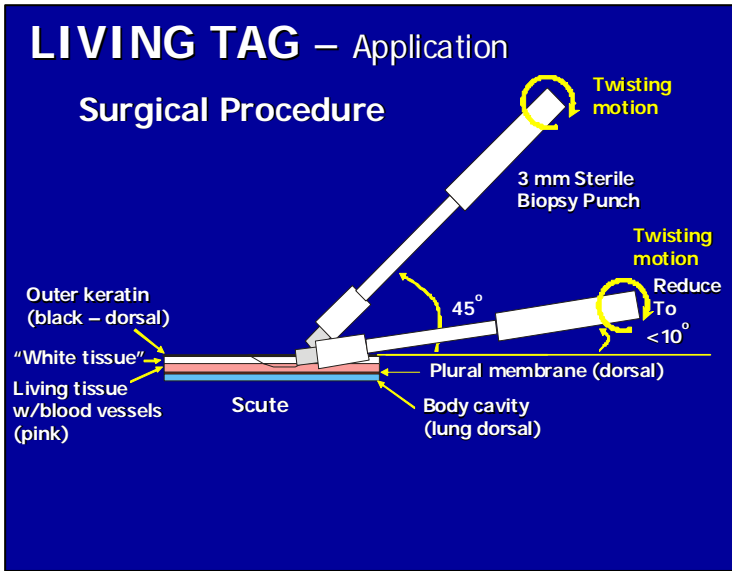 LIVING TAG – Application
Surgical Procedure
Twisting
motion
3 mm Sterile
Biopsy Punch
Twisting
motion
Reduce
To
<10°
45°
Outer keratin
(black – dorsal)
“White tissue”
Living tissue
w/blood vessels
(pink)
Scute
Plural membrane (dorsal)
Body cavity
(lung dorsal)